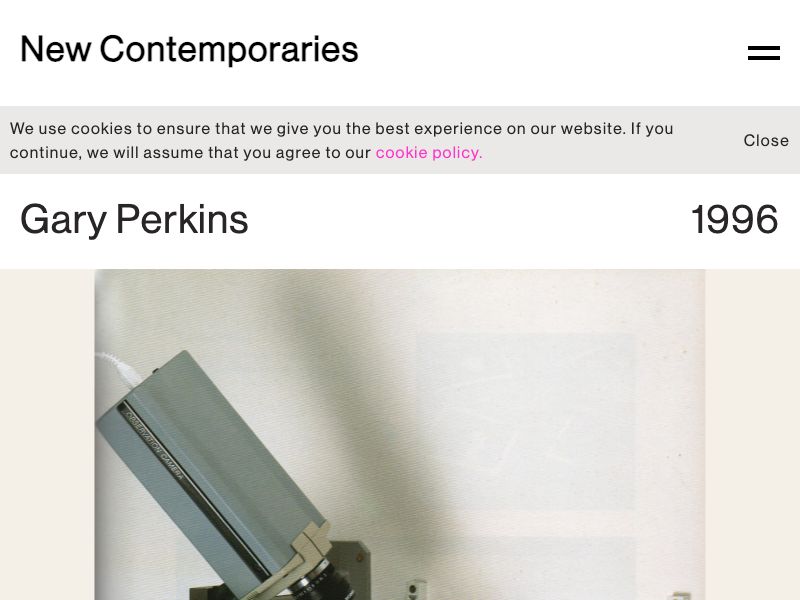 New Contemporaries
We use cookies to ensure that we give you the best experience on our website. If you
continue, we will assume that you agree to our cookie policy.
Close
Gary Perkins
1996
OBSERVATION CAMERA